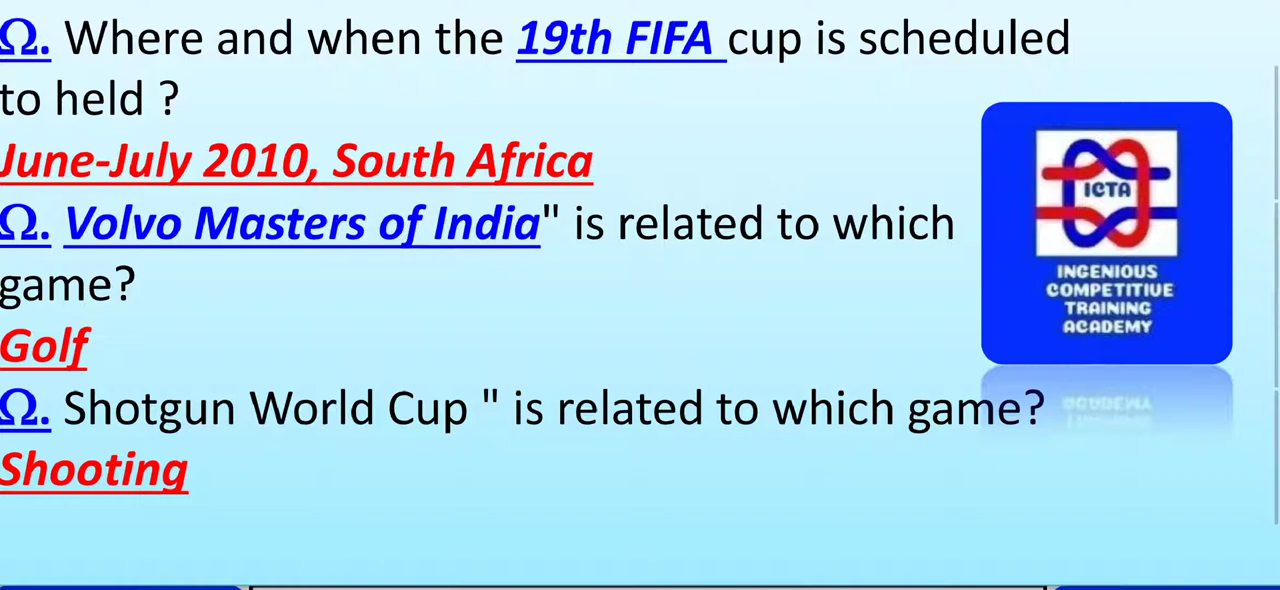 Ω. Where and when the 19th FIFA cup is scheduled
to held ?
June-July 2010, South Africa
Ω. Volvo Masters of India" is related to which
game?
Golf
Ω. Shotgun World Cup " is related to which game?
Shooting
ICTA
INGENIOUS
COMPETITIVE
TRAINING
ACADEMY